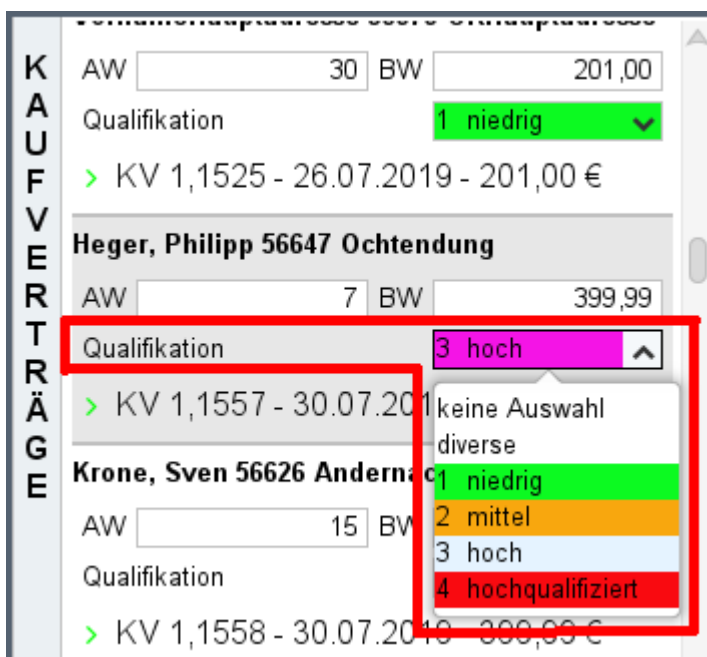 KAUFVERTRÄGE
AW 30 BW 201,00
Qualifikation 1 niedrig
> KV 1,1525 - 26.07.2019 - 201,00 €
Heger, Philipp 56647 Ochtendung
AW 7 BW 399,99
Qualifikation 3 hoch
> KV 1,1557 - 30.07.201
keine Auswahl
diverse
1 niedrig
2 mittel
3 hoch
4 hochqualifiziert
Krone, Sven 56626 Andernac
AW 15 BW
Qualifikation
> KV 1,1558 - 30.07.2019 - 399,99 €